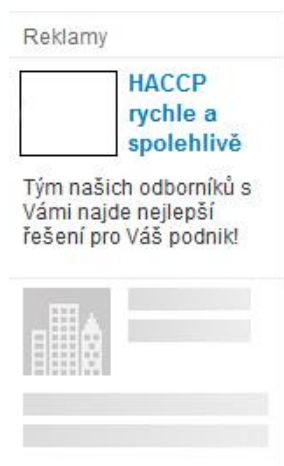 Reklamy
HACCP
rychle a
spolehlivě
Tým našich odborníků s
Vámi najde nejlepší
řešení pro Váš podnik!